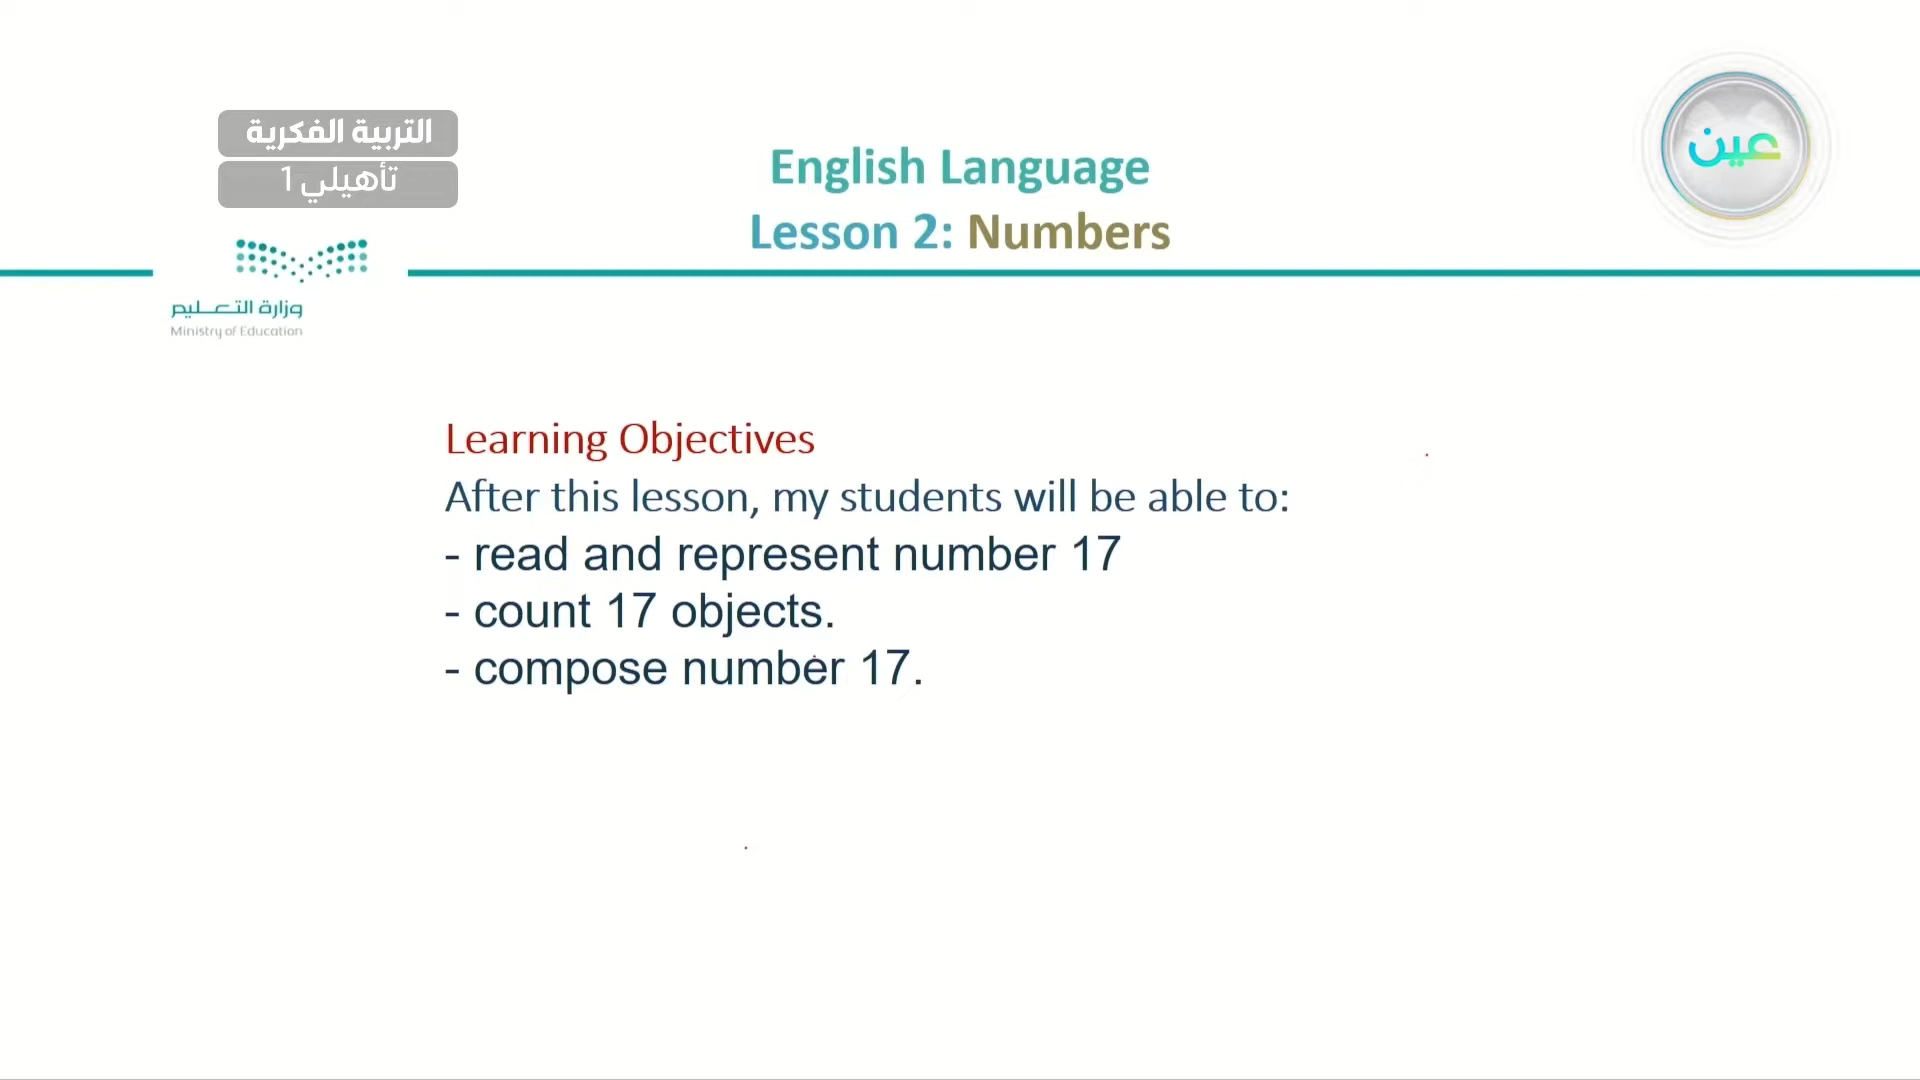 التربية الفكرية
تأهيلي 1
عين
English Language
Lesson 2: Numbers
وزارة التعليم
Ministry of Education
Learning Objectives
After this lesson, my students will be able to:
- read and represent number 17
- count 17 objects.
- compose number 17.